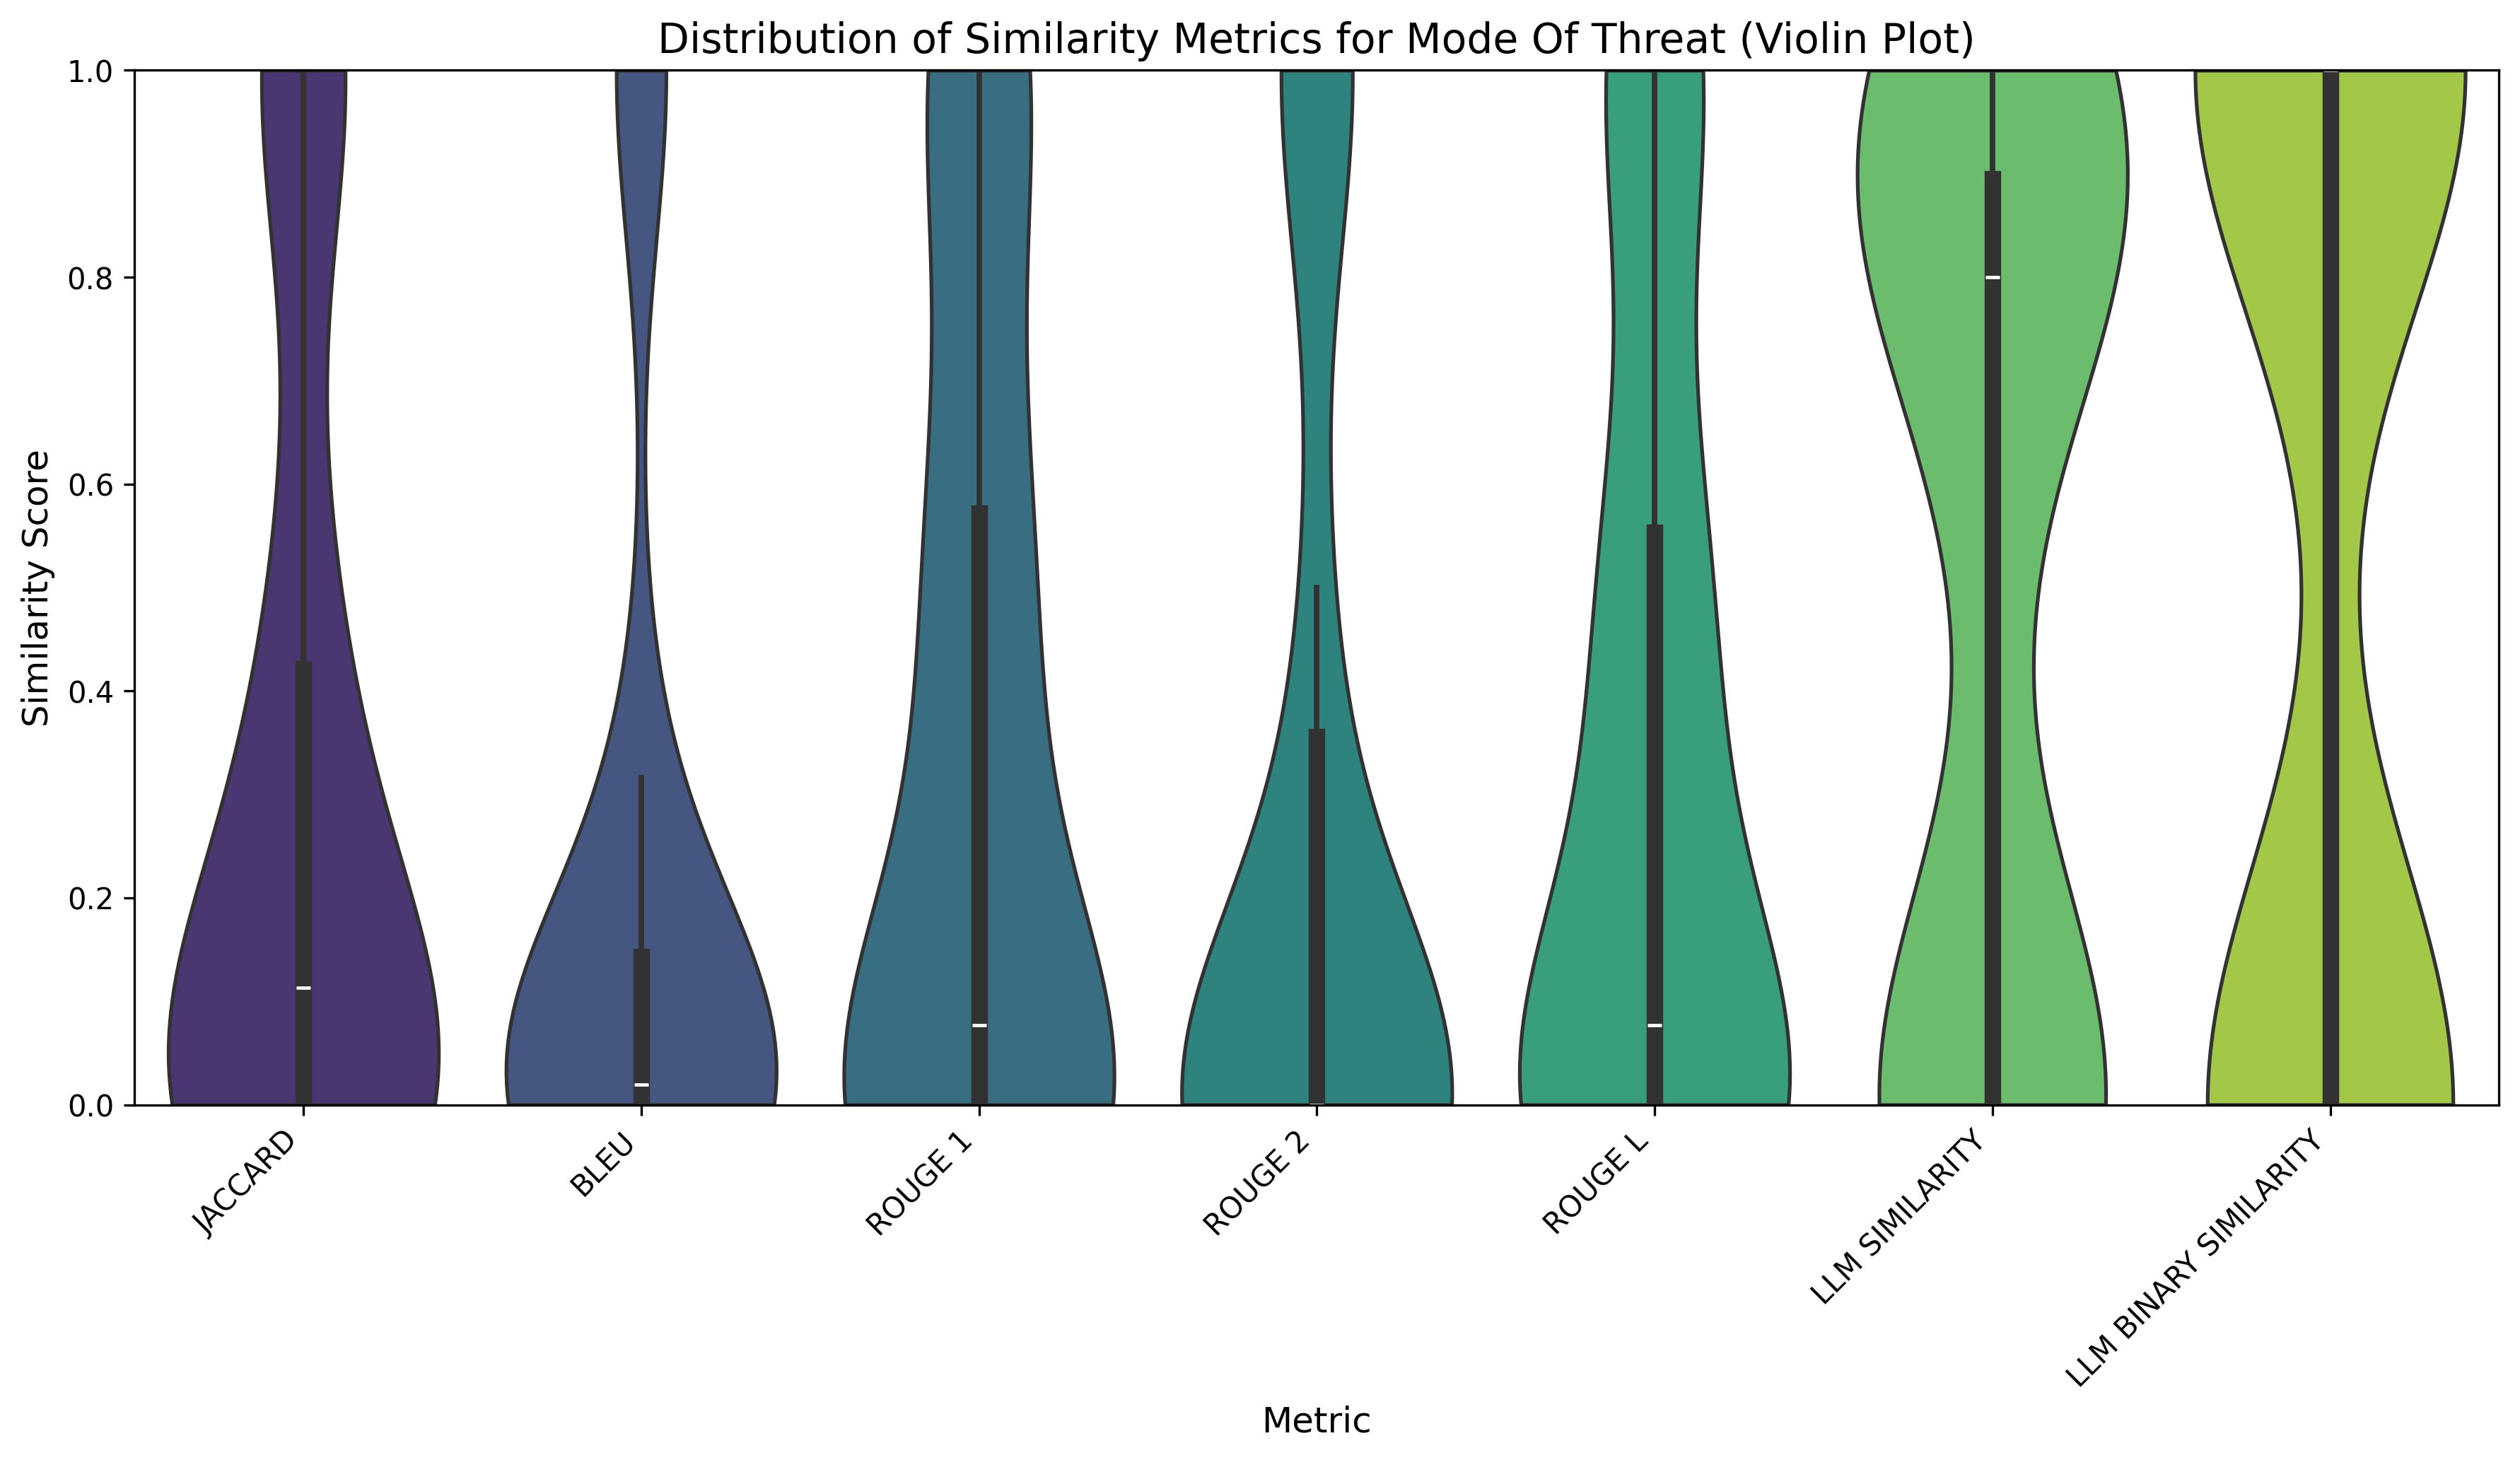 Distribution of Similarity Metrics for Mode Of Threat (Violin Plot)
Similarity Score
1.0
0.8
0.6
0.4
0.2
0.0
JACCARD
BLEU
ROUGE 1
ROUGE 2
ROUGE L
LLM SIMILARITY
LLM BINARY SIMILARITY
Metric